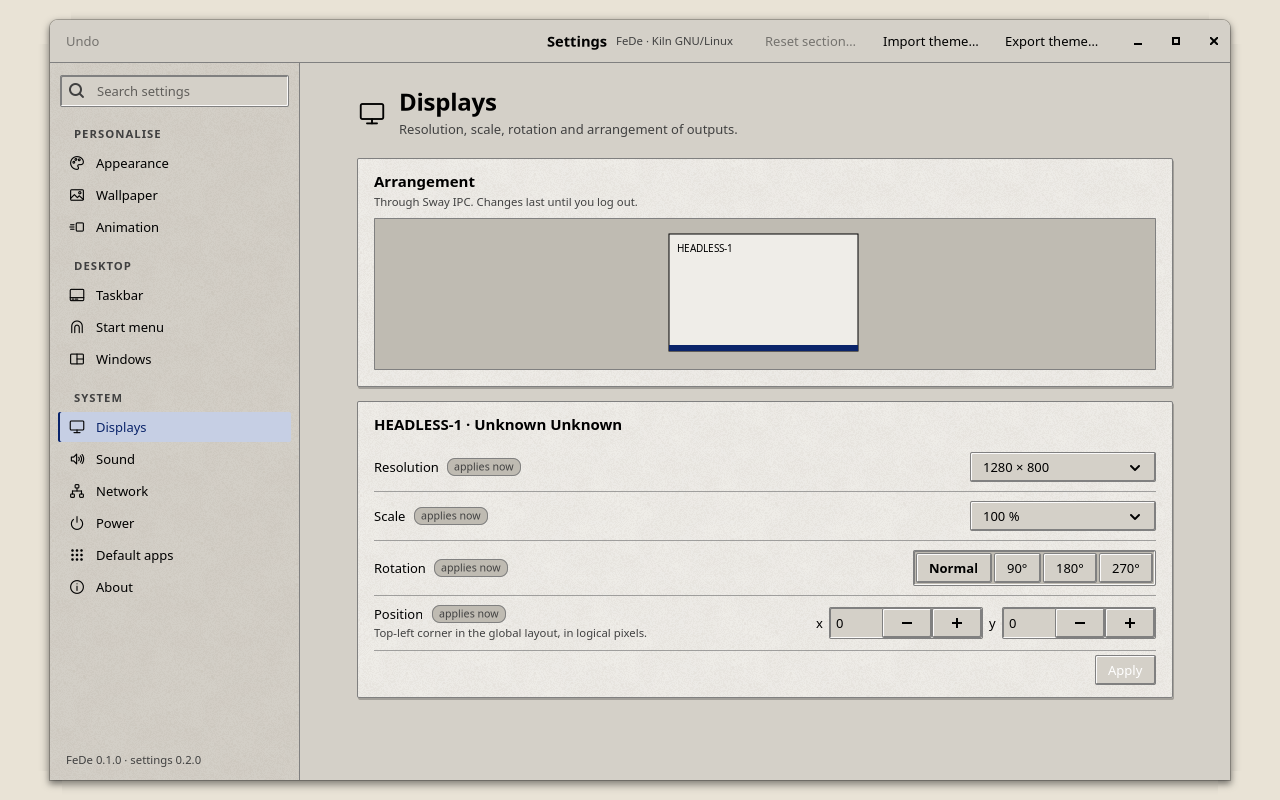 Undo
Settings FeDe · Kiln GNU/Linux
Reset section...
Import theme...
Export theme...
Search settings
PERSONALISE
Appearance
Wallpaper
Animation
DESKTOP
Taskbar
Start menu
Windows
SYSTEM
Displays
Sound
Network
Power
Default apps
About
FeDe 0.1.0 · settings 0.2.0
Displays
Resolution, scale, rotation and arrangement of outputs.
Arrangement
Through Sway IPC. Changes last until you log out.
HEADLESS-1
HEADLESS-1 · Unknown Unknown
Resolution applies now 1280 × 800
Scale applies now 100 %
Rotation applies now Normal 90° 180° 270°
Position applies now
Top-left corner in the global layout, in logical pixels.
x 0 − + y 0 − +
Apply